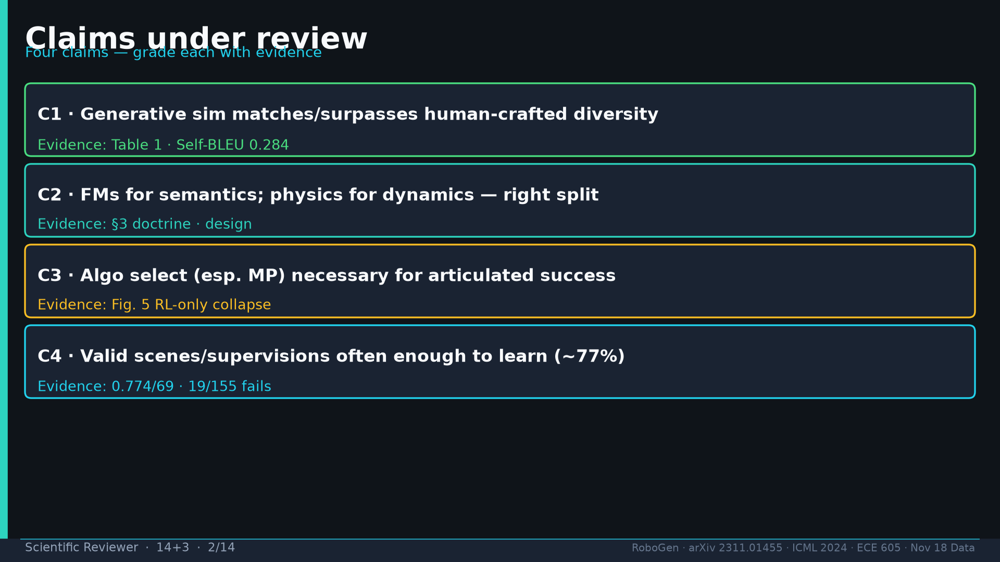 Claims under review
Four claims — grade each with evidence
C1 · Generative sim matches/surpasses human-crafted diversity
Evidence: Table 1 · Self-BLEU 0.284
C2 · FMs for semantics; physics for dynamics — right split
Evidence: §3 doctrine · design
C3 · Algo select (esp. MP) necessary for articulated success
Evidence: Fig. 5 RL-only collapse
C4 · Valid scenes/supervisions often enough to learn (~77%)
Evidence: 0.774/69 · 19/155 fails
Scientific Reviewer · 14+3 · 2/14
RoboGen · arXiv 2311.01455 · ICML 2024 · ECE 605 · Nov 18 Data